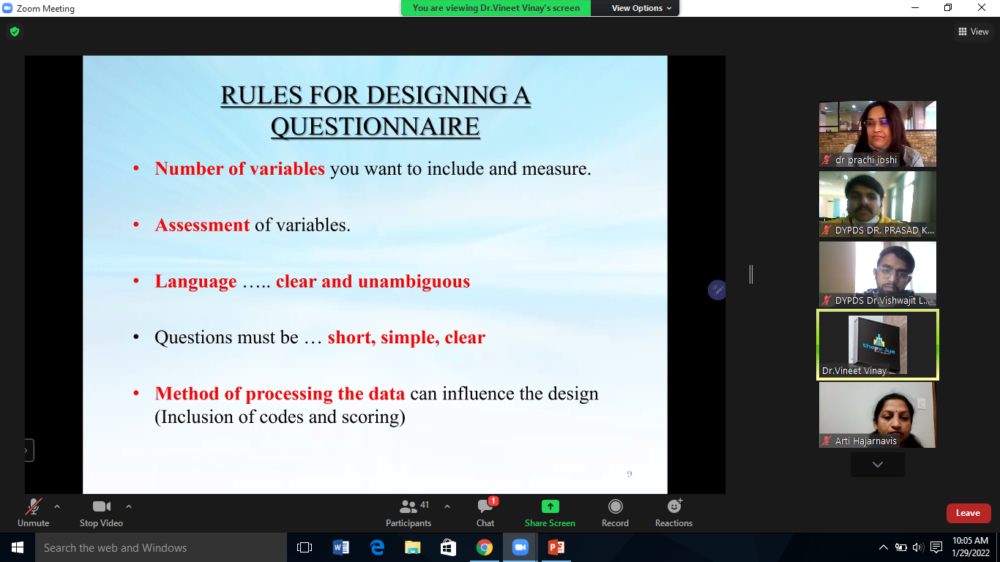 Zoom Meeting
You are viewing Dr.Vineet Vinay's screen
View Options
View
RULES FOR DESIGNING A
QUESTIONNAIRE
• Number of variables you want to include and measure.
• Assessment of variables.
• Language ….. clear and unambiguous
• Questions must be … short, simple, clear
• Method of processing the data can influence the design
(Inclusion of codes and scoring)
9
dr prachi joshi
DYPDS DR. PRASAD K...
DYPDS Dr.Vishwajit L...
Dr.Vineet Vinay
Arti Hajarnavis
Unmute
Stop Video
41
Participants
1
Chat
Share Screen
Record
Reactions
Leave
Search the web and Windows
10:05 AM
1/29/2022